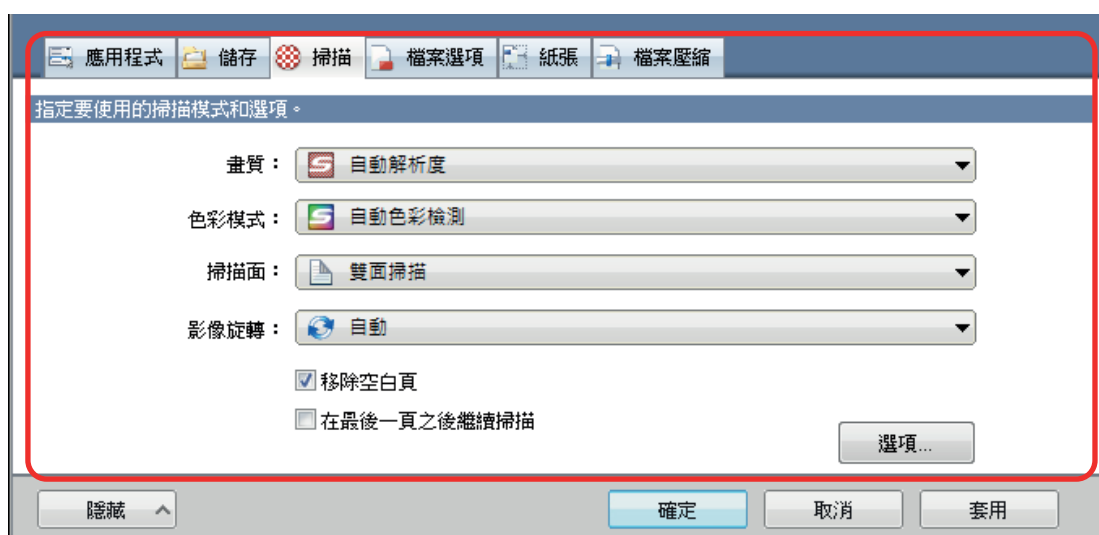 應用程式 儲存 掃描 檔案選項 紙張 檔案壓縮
指定要使用的掃描模式和選項。
畫質： 自動解析度
色彩模式： 自動色彩檢測
掃描面： 雙面掃描
影像旋轉： 自動
移除空白頁
在最後一頁之後繼續掃描
選項...
隱藏 確定 取消 套用